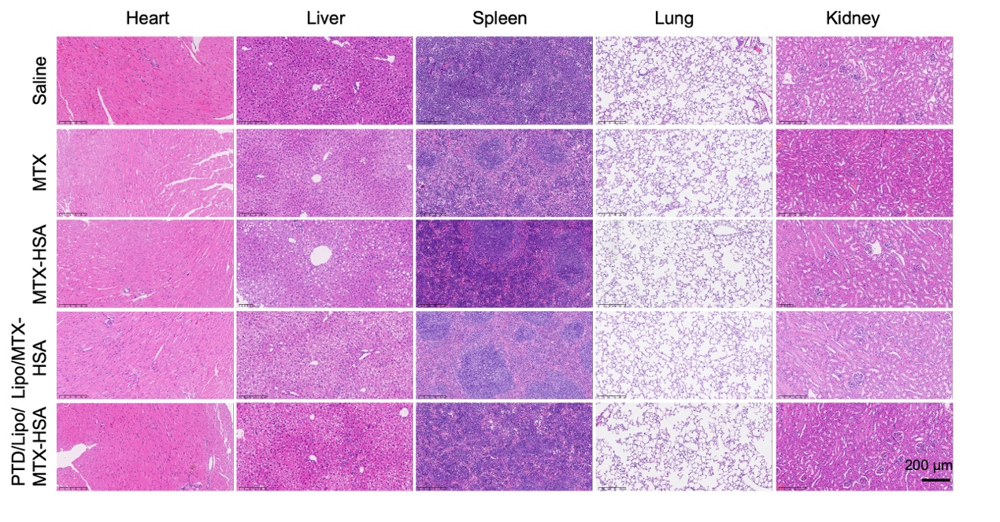 Heart Liver Spleen Lung Kidney
Saline
MTX
MTX-HSA
Lipo/MTX-
HSA
PTD/Lipo/
MTX-HSA
200 μm